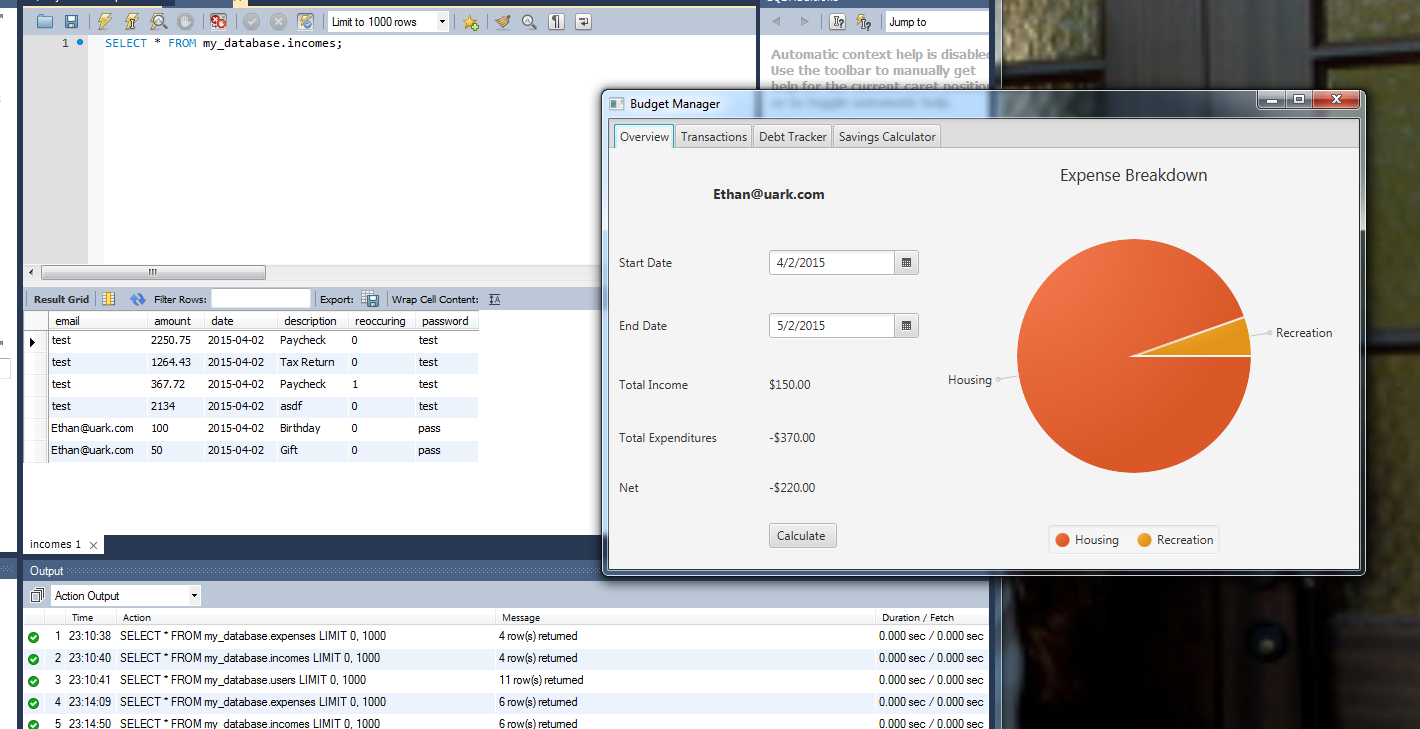 Limit to 1000 rows
Jump to
1 SELECT * FROM my_database.incomes;
Automatic context help is disabled
Use the toolbar to manually get
help for the current caret position
or to toggle automatic help.
Result Grid Filter Rows: Export: Wrap Cell Content:
email amount date description reoccuring password
test 2250.75 2015-04-02 Paycheck 0 test
test 1264.43 2015-04-02 Tax Return 0 test
test 367.72 2015-04-02 Paycheck 1 test
test 2134 2015-04-02 asdf 0 test
Ethan@uark.com 100 2015-04-02 Birthday 0 pass
Ethan@uark.com 50 2015-04-02 Gift 0 pass
incomes 1
Budget Manager
Overview Transactions Debt Tracker Savings Calculator
Ethan@uark.com
Start Date 4/2/2015
End Date 5/2/2015
Total Income $150.00
Total Expenditures -$370.00
Net -$220.00
Calculate
Expense Breakdown
Recreation
Housing
Housing Recreation
Output
Action Output
Time Action Message Duration / Fetch
1 23:10:38 SELECT * FROM my_database.expenses LIMIT 0, 1000 4 row(s) returned 0.000 sec / 0.000 sec
2 23:10:40 SELECT * FROM my_database.incomes LIMIT 0, 1000 4 row(s) returned 0.000 sec / 0.000 sec
3 23:10:41 SELECT * FROM my_database.users LIMIT 0, 1000 11 row(s) returned 0.000 sec / 0.000 sec
4 23:14:09 SELECT * FROM my_database.expenses LIMIT 0, 1000 6 row(s) returned 0.000 sec / 0.000 sec
5 23:14:50 SELECT * FROM my_database.incomes LIMIT 0, 1000 6 row(s) returned 0.000 sec / 0.000 sec